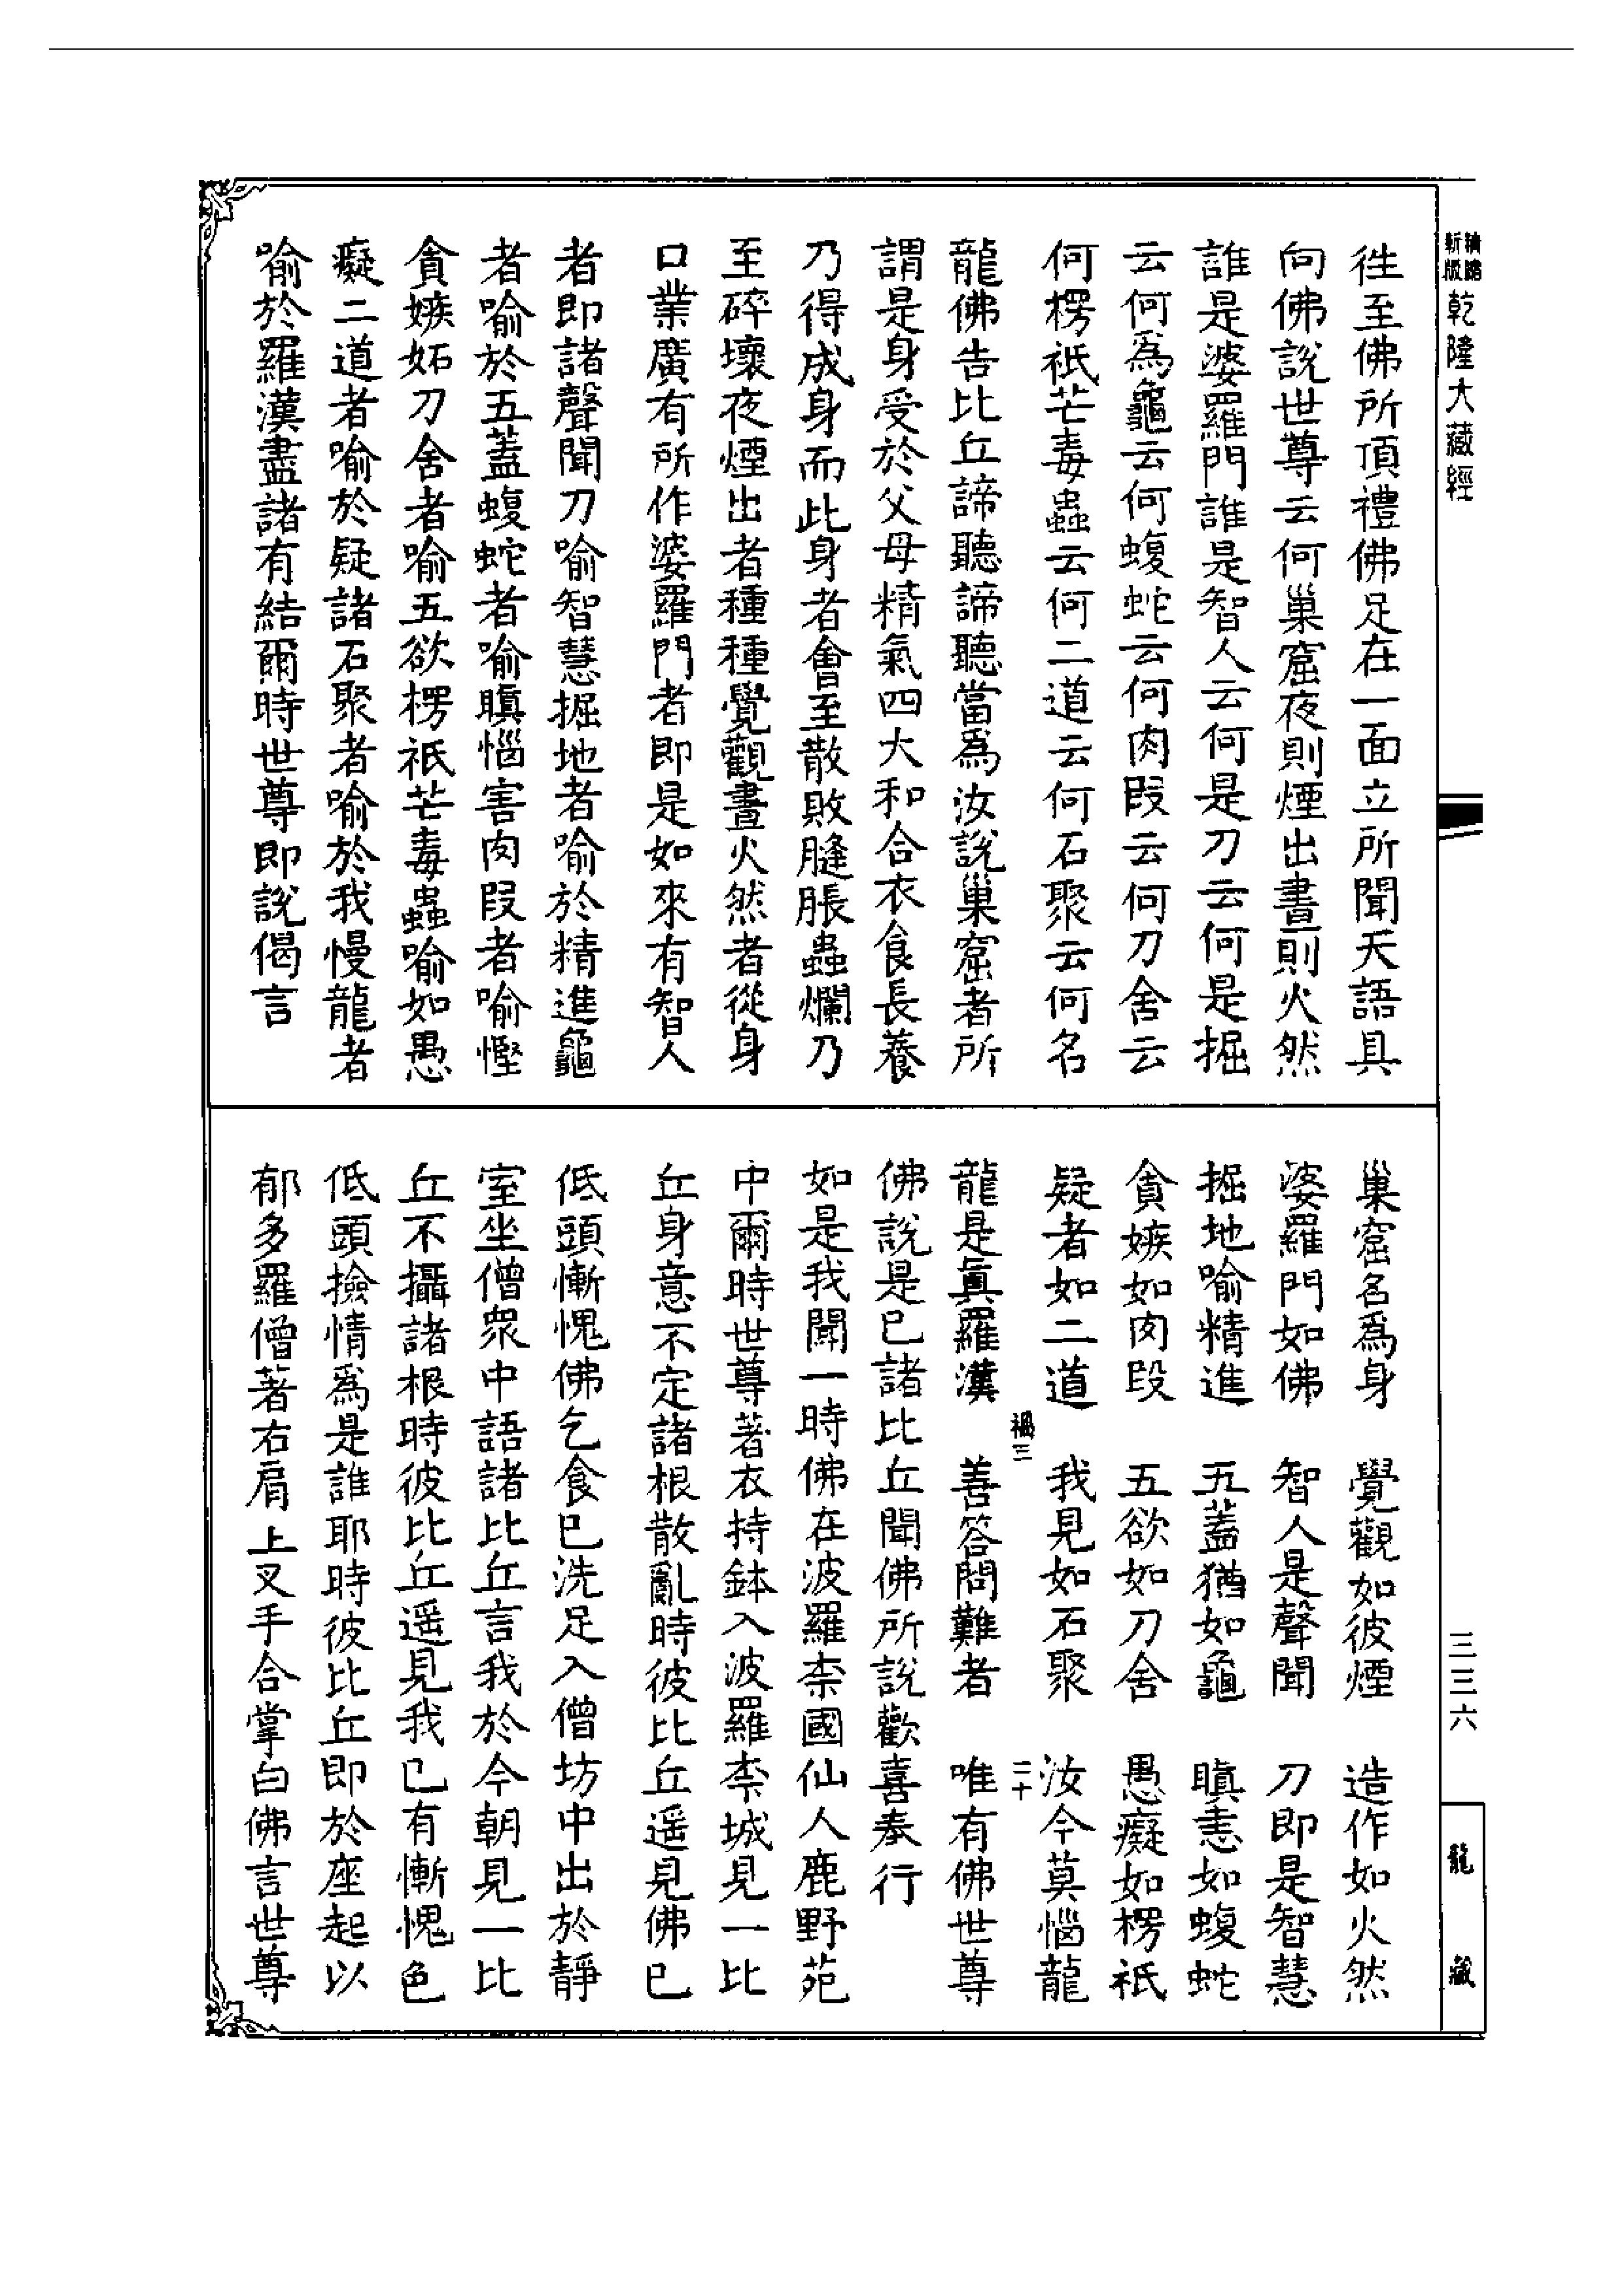 乾隆大藏經
往至佛所頂禮佛足在一面立所聞天語具
向佛說世尊云何巢窟夜則煙出晝則火然
誰是婆羅門誰是智人云何是刀云何是掘
云何爲龜云何蝮蛇云何肉段云何刀舍云
何楞祇芒毒蟲云何二道云何石聚云何名
龍佛告比丘諦聽諦聽當爲汝說巢窟者所
謂是身受於父母精氣四大和合衣食長養
乃得成身而此身者會至散敗膖脹蟲爛乃
至碎壞夜煙出者種種覺觀晝火然者從身
口業廣有所作婆羅門者即是如來有智人
者即諸聲聞刀喻智慧掘地者喻於精進龜
者喻於五蓋蝮蛇者喻瞋惱害肉段者喻慳
貪嫉妬刀舍者喻五欲楞祇芒毒蟲喻如愚
癡二道者喻於疑諸石聚者喻於我慢龍者
喻於羅漢盡諸有結爾時世尊即說偈言
巢窟名爲身　覺觀如彼煙　造作如火然
婆羅門如佛　智人是聲聞　刀即是智慧
掘地喻精進　五蓋猶如龜　瞋恚如蝮蛇
貪嫉如肉段　五欲如刀舍　愚癡如楞祇
疑者如二道　我見如石聚　汝今莫惱龍
龍是眞羅漢　善答問難者　唯有佛世尊
佛說是已諸比丘聞佛所說歡喜奉行
如是我聞一時佛在波羅柰國仙人鹿野苑
中爾時世尊著衣持鉢入波羅柰城見一比
丘身意不定諸根散亂時彼比丘遥見佛已
低頭慚愧佛乞食已洗足入僧坊中出於靜
室坐僧衆中語諸比丘言我於今朝見一比
丘不攝諸根時彼比丘遥見我已有慚愧色
低頭撿情爲是誰耶時彼比丘即於座起以
郁多羅僧著右肩上叉手合掌白佛言世尊
三三六
龍藏